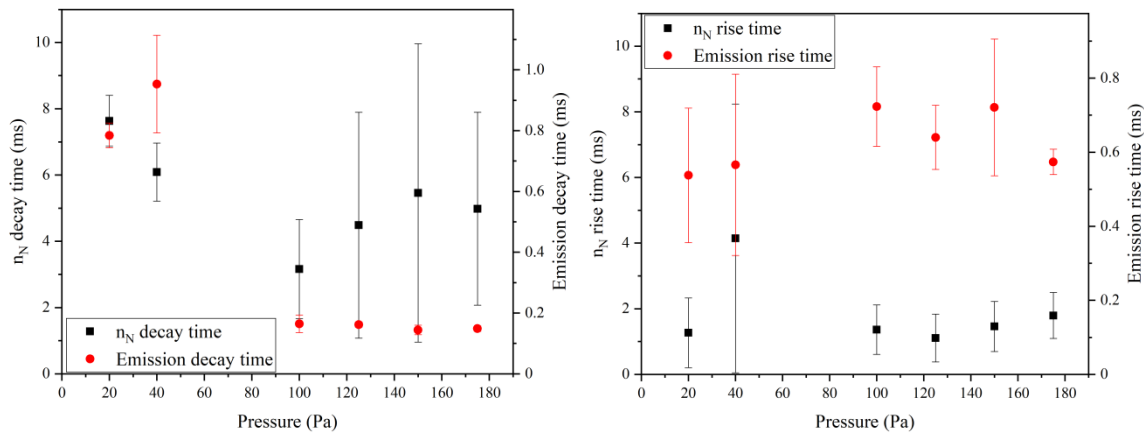 10
8
6
4
2
0
n_N decay time (ms)
1.0
0.8
0.6
0.4
0.2
0.0
Emission decay time (ms)
n_N decay time
Emission decay time
0 20 40 60 80 100 120 140 160 180
Pressure (Pa)
10
8
6
4
2
0
n_N rise time (ms)
0.8
0.6
0.4
0.2
0.0
Emission rise time (ms)
n_N rise time
Emission rise time
0 20 40 60 80 100 120 140 160 180
Pressure (Pa)